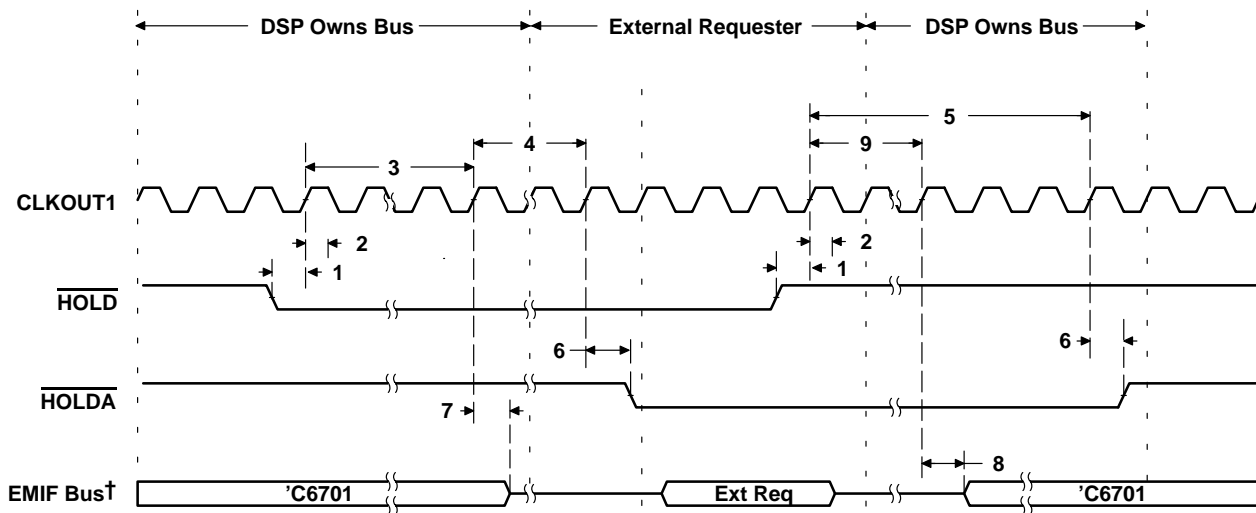 DSP Owns Bus
External Requester
DSP Owns Bus
5
4
9
3
CLKOUT1
2
2
1
1
HOLD
6
6
HOLDA
7
8
EMIF Bus†
’C6701
Ext Req
’C6701